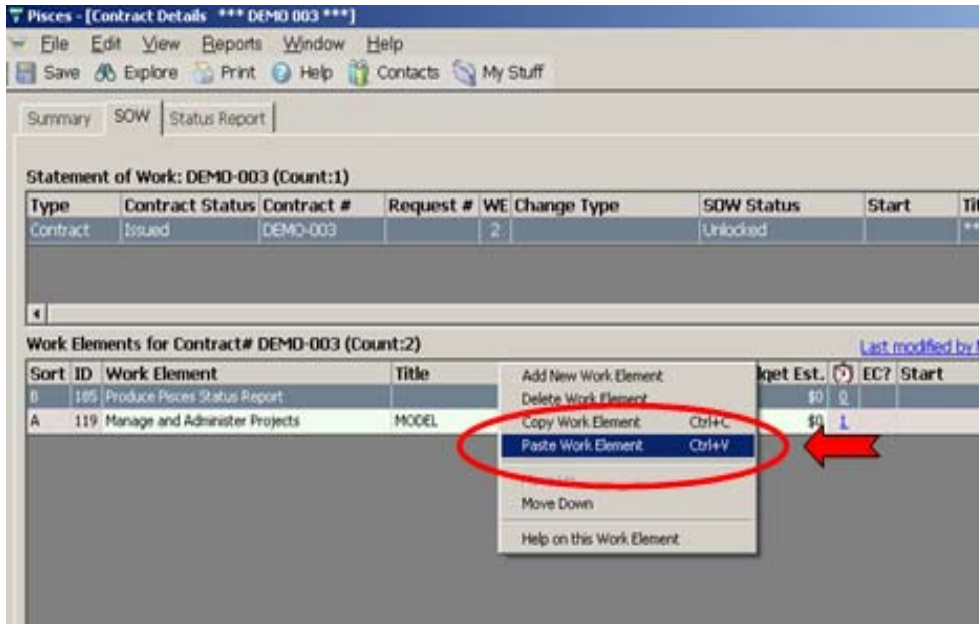 Pisces - [Contract Details *** DEMO 003 ***]
File Edit View Reports Window Help
Save Explore Print Help Contacts My Stuff
Summary SOW Status Report
Statement of Work: DEMO-003 (Count:1)
Type Contract Status Contract # Request # WE Change Type SOW Status Start
Contract Issued DEMO-003 2 Unlocked **
Work Elements for Contract# DEMO-003 (Count:2)
Last modified by
Sort ID Work Element Title Est. EC? Start
B 185 Produce Pisces Status Report $0 0
A 119 Manage and Administer Projects MODEL $0 1
Add New Work Element
Delete Work Element
Copy Work Element Ctrl+C
Paste Work Element Ctrl+V
Move Down
Help on this Work Element